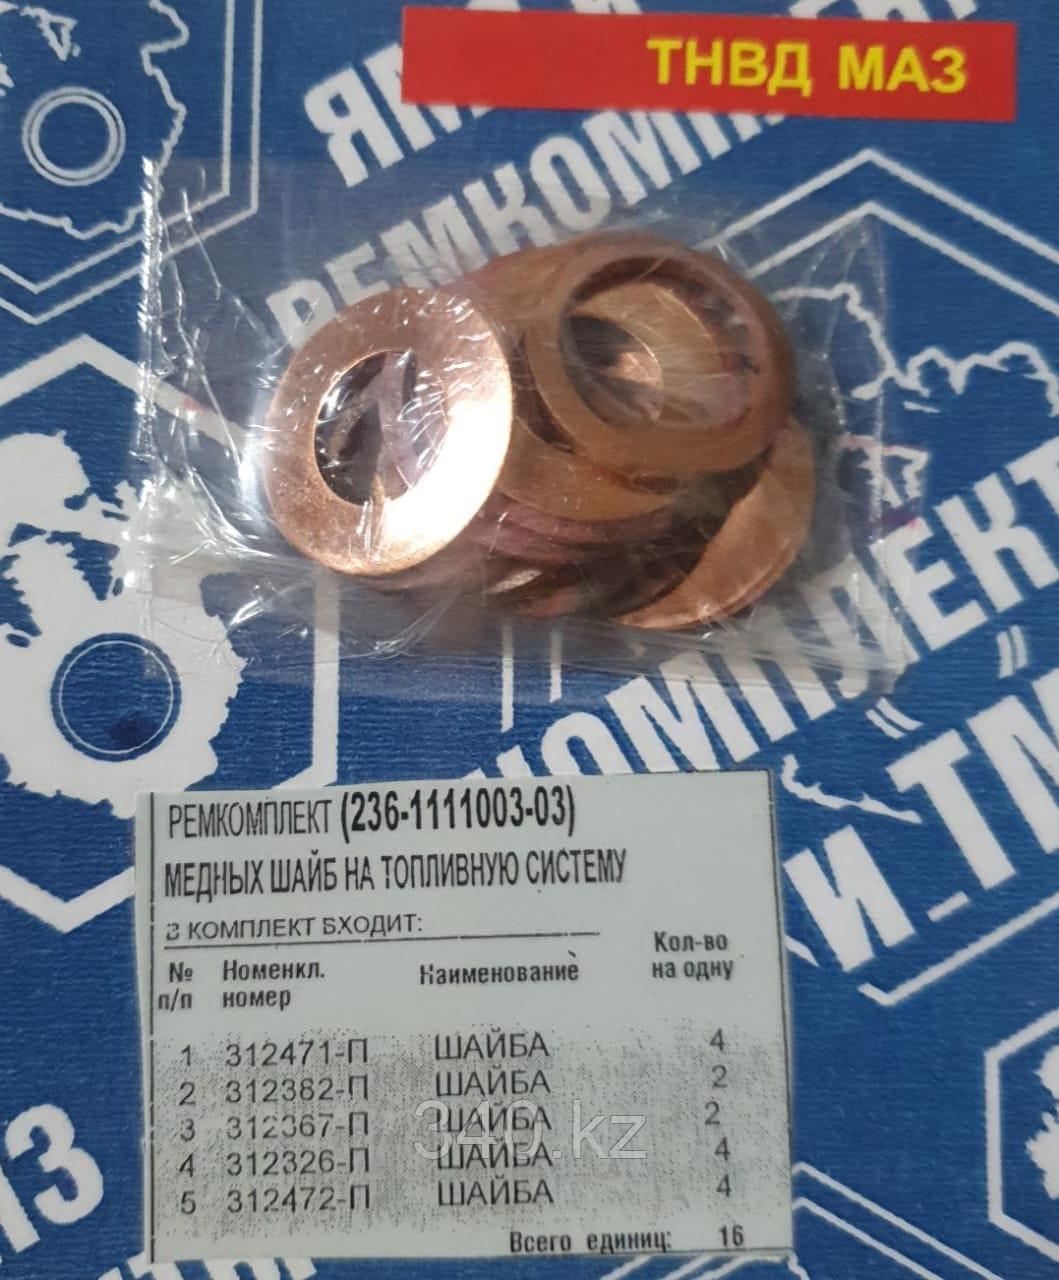 ТНВД МАЗ
РЕМКОМПЛЕКТ (236-1111003-03)
МЕДНЫХ ШАЙБ НА ТОПЛИВНУЮ СИСТЕМУ
В КОМПЛЕКТ ВХОДИТ:
№ п/п Номенкл. номер Наименование Кол-во на одну
1 312471-П ШАЙБА 4
2 312382-П ШАЙБА 2
3 312367-П ШАЙБА 2
4 312326-П ШАЙБА 4
5 312472-П ШАЙБА 4
Всего единиц: 16
340.kz